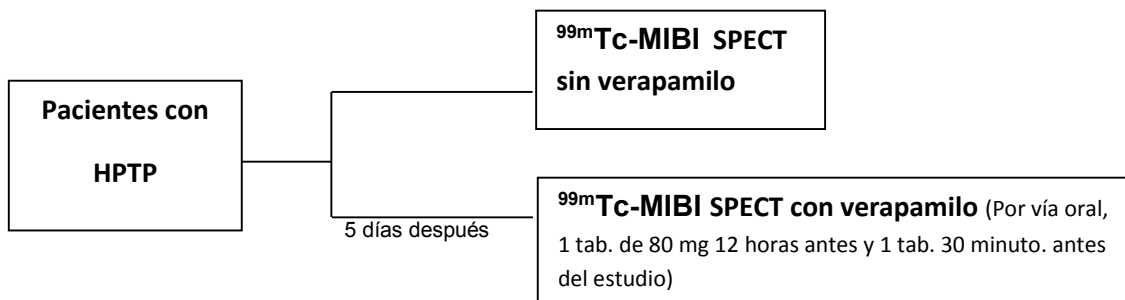 Pacientes con
HPTP
99mTc-MIBI SPECT
sin verapamilo
5 días después
99mTc-MIBI SPECT con verapamilo (Por vía oral,
1 tab. de 80 mg 12 horas antes y 1 tab. 30 minuto. antes
del estudio)